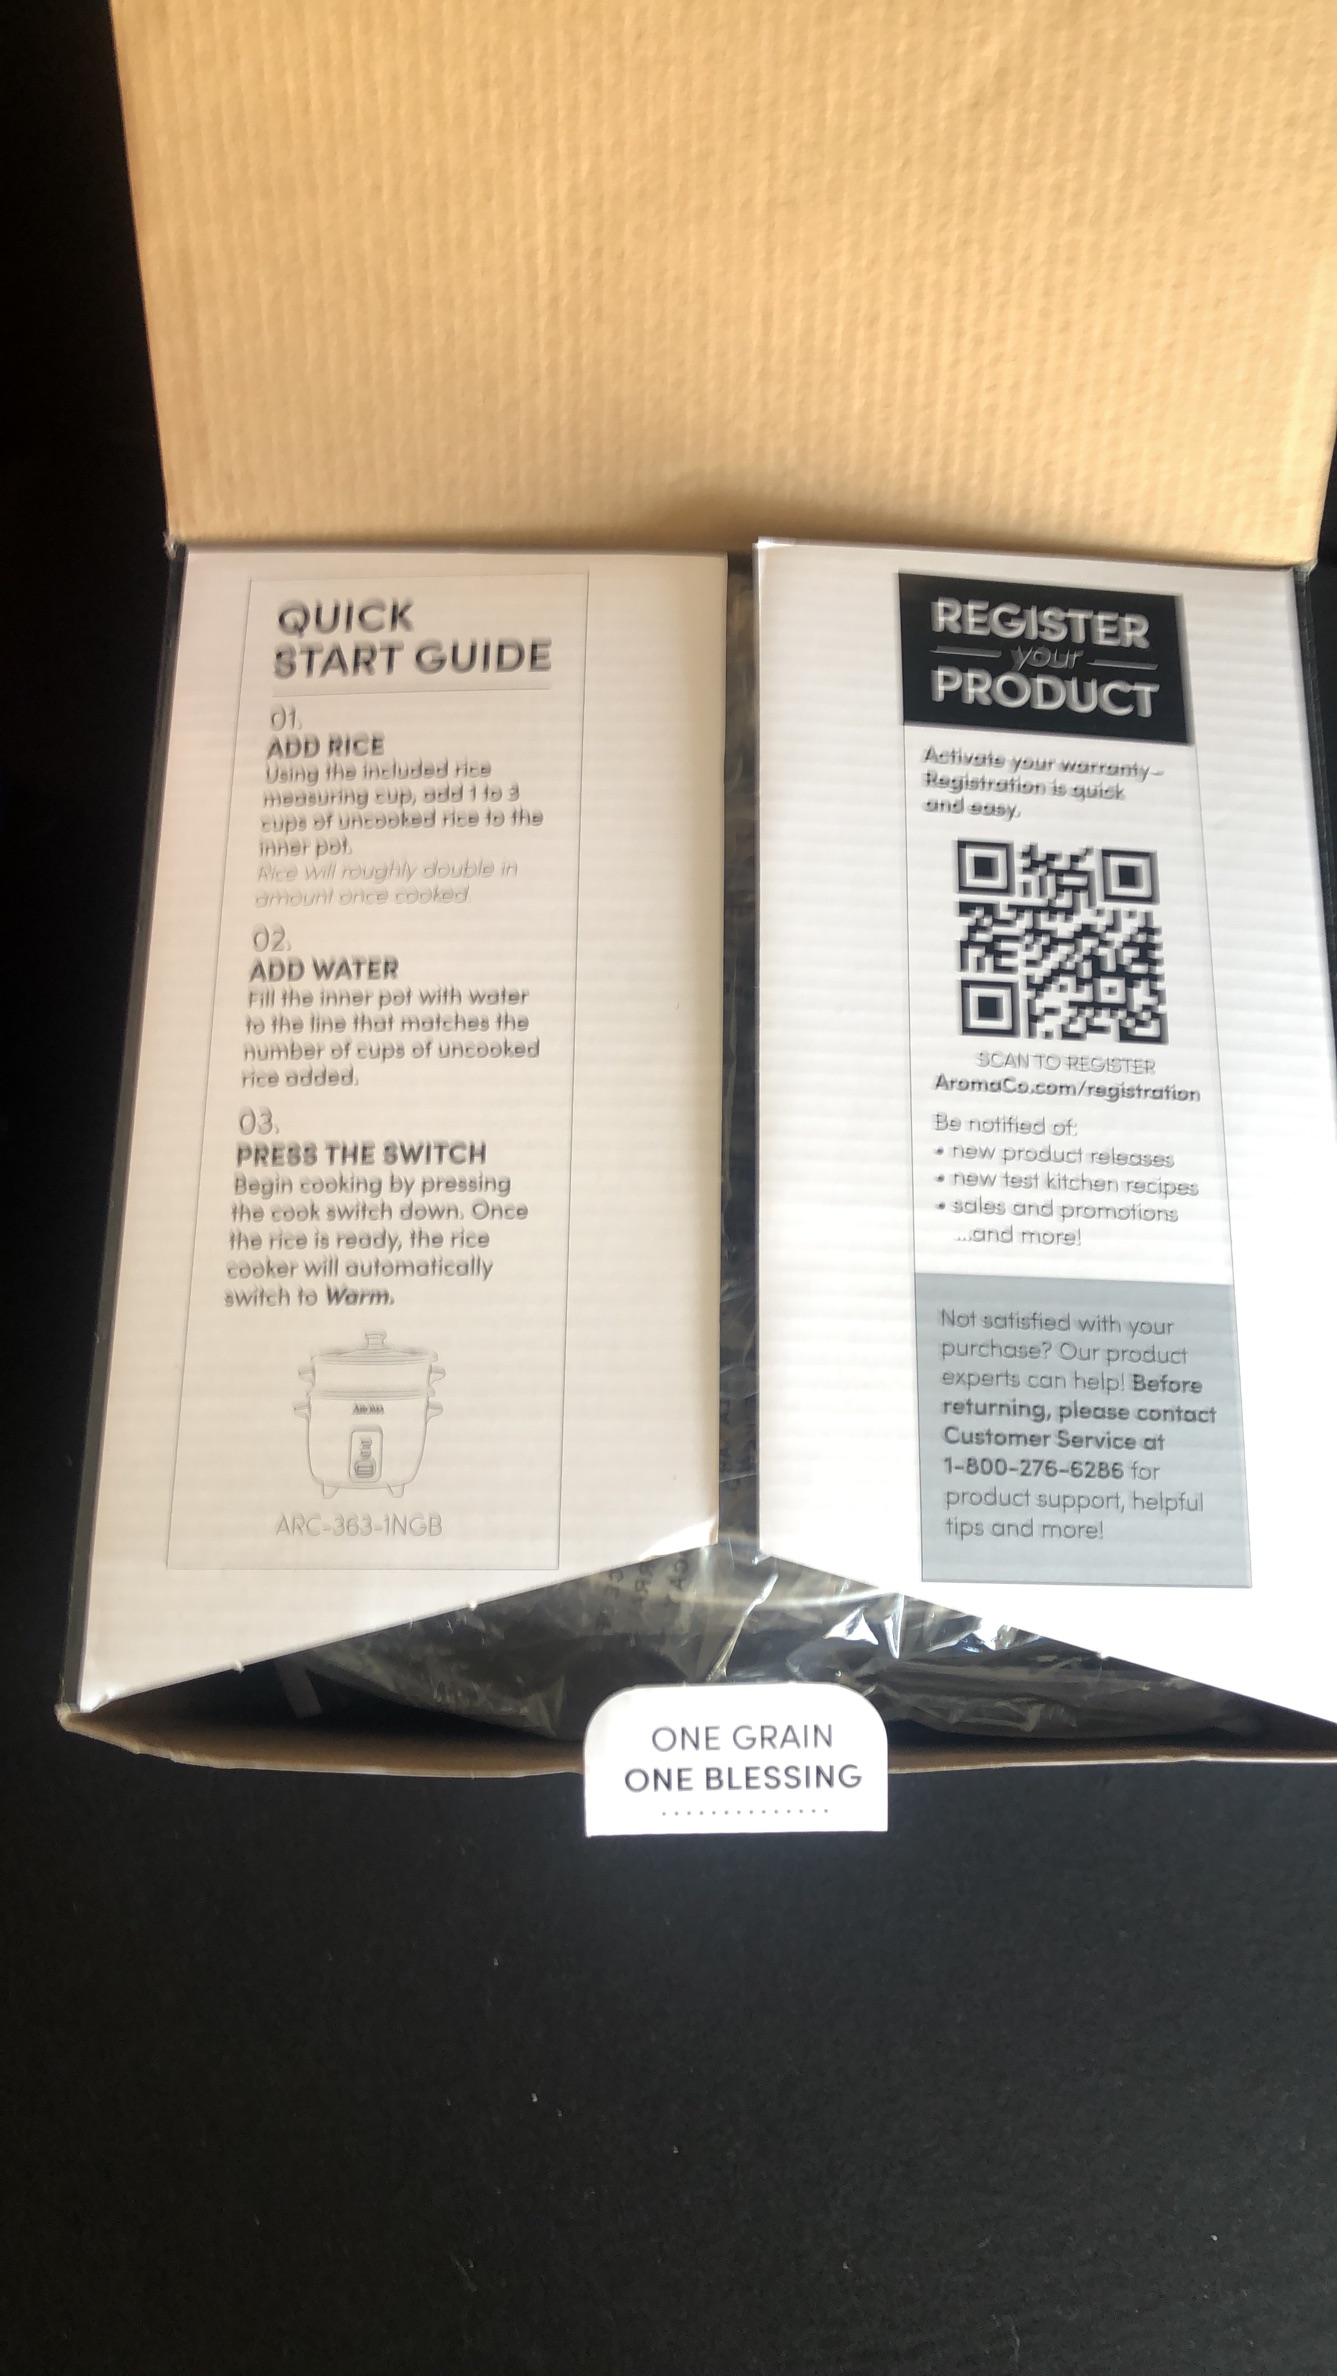 QUICK
START GUIDE
01.
ADD RICE
Using the included rice
measuring cup, add 1 to 3
cups of uncooked rice to the
inner pot.
Rice will roughly double in
amount once cooked.
02.
ADD WATER
Fill the inner pot with water
to the line that matches the
number of cups of uncooked
rice added.
03.
PRESS THE SWITCH
Begin cooking by pressing
the cook switch down. Once
the rice is ready, the rice
cooker will automatically
switch to Warm.
AROMA
ARC-363-1NGB
REGISTER
your
PRODUCT
Activate your warranty–
Registration is quick
and easy.
SCAN TO REGISTER
AromaCo.com/registration
Be notified of:
• new product releases
• new test kitchen recipes
• sales and promotions
...and more!
Not satisfied with your
purchase? Our product
experts can help! Before
returning, please contact
Customer Service at
1-800-276-6286 for
product support, helpful
tips and more!
ONE GRAIN
ONE BLESSING